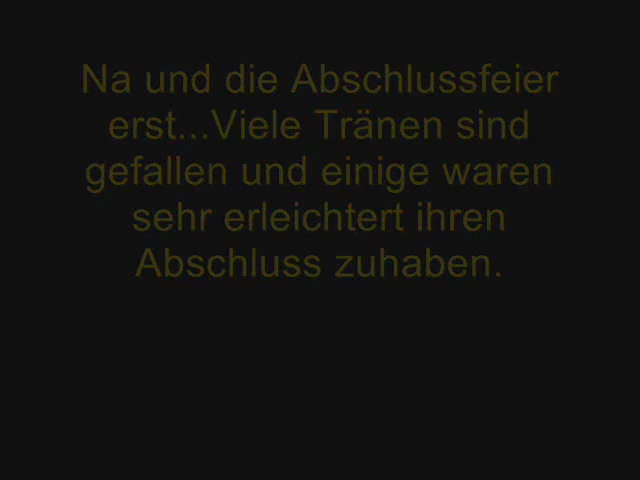 Na und die Abschlussfeier
erst...Viele Tränen sind
gefallen und einige waren
sehr erleichtert ihren
Abschluss zuhaben.